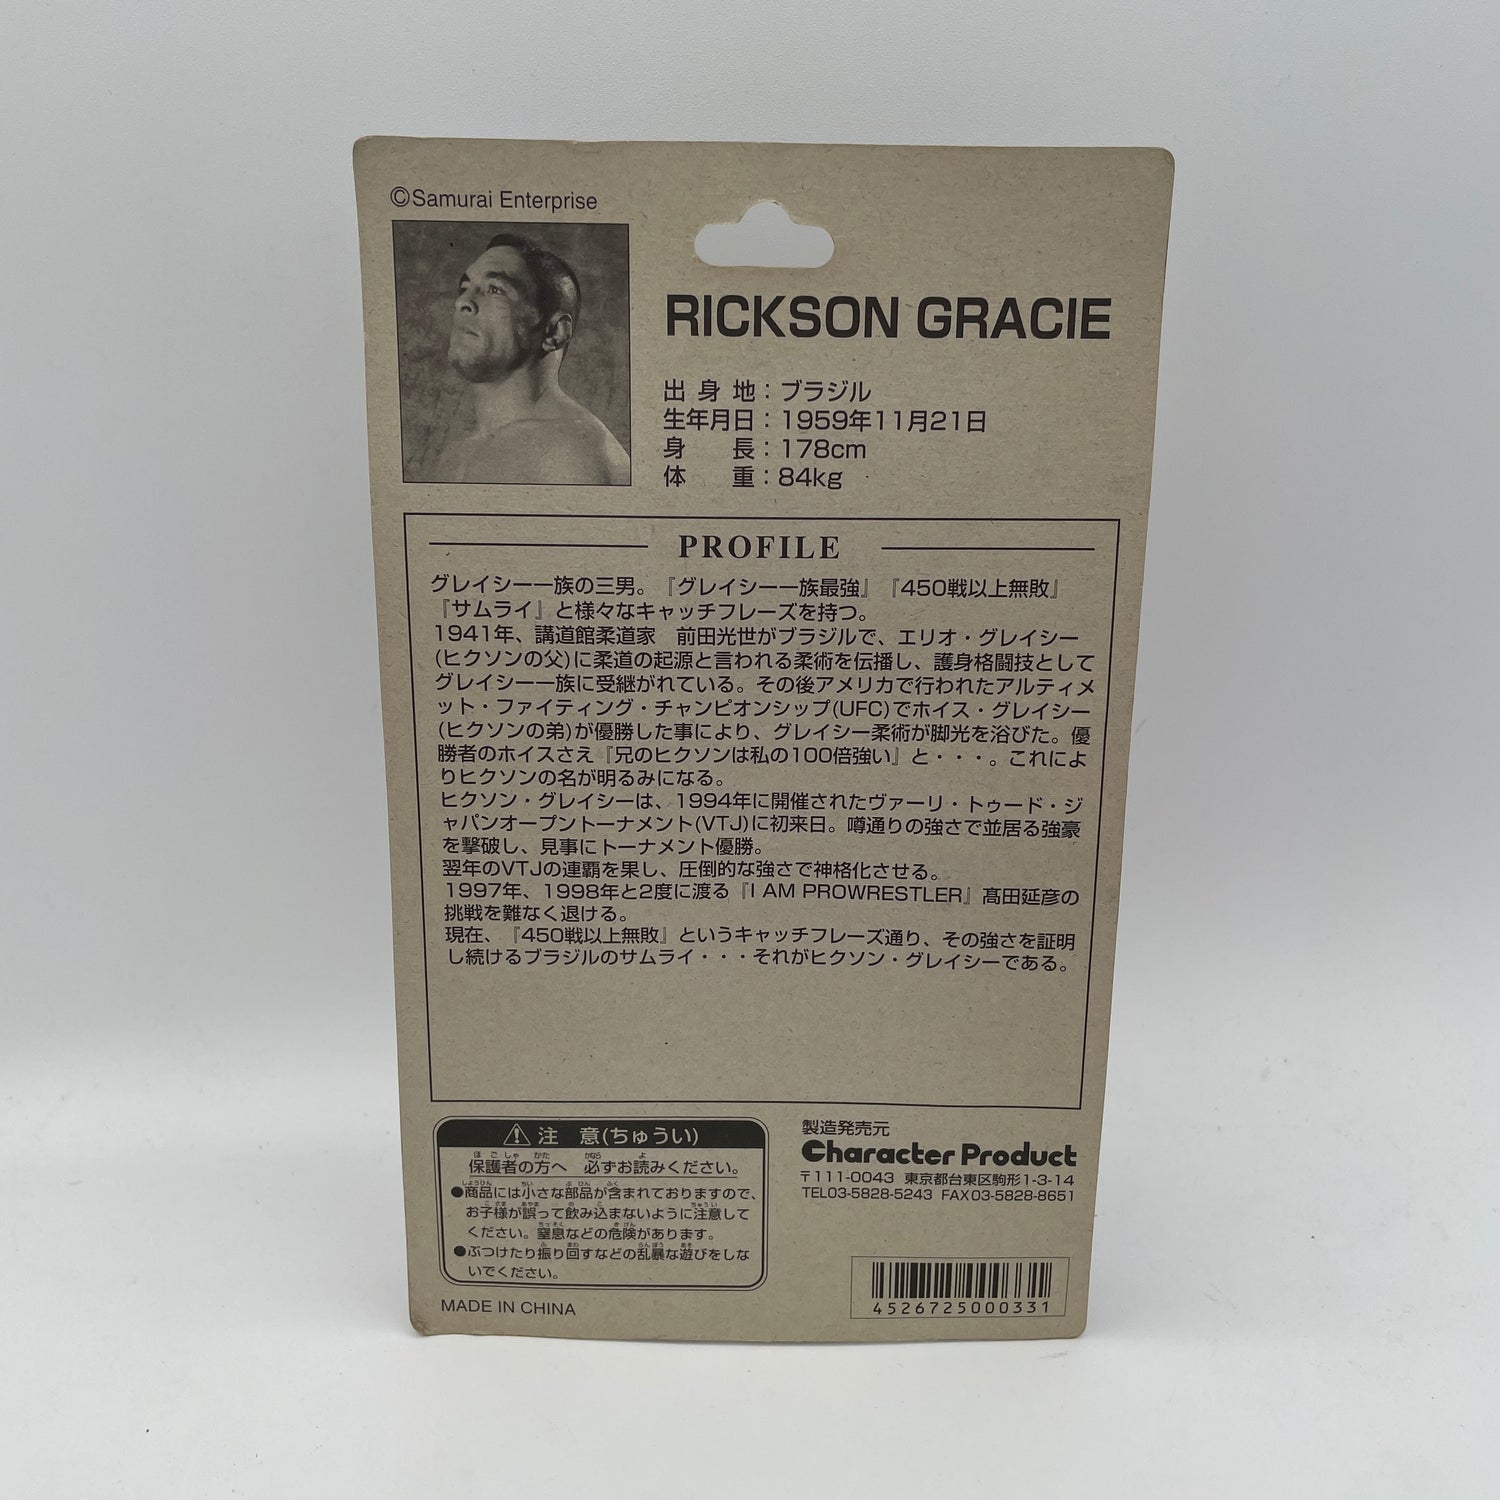 ©Samurai Enterprise
RICKSON GRACIE
出身地：ブラジル
生年月日：1959年11月21日
身　長：178cm
体　重：84kg
PROFILE
グレイシー一族の三男。『グレイシー一族最強』『450戦以上無敗』
『サムライ』と様々なキャッチフレーズを持つ。
1941年、講道館柔道家　前田光世がブラジルで、エリオ・グレイシー
(ヒクソンの父)に柔道の起源と言われる柔術を伝播し、護身格闘技として
グレイシー一族に受継がれている。その後アメリカで行われたアルティメ
ット・ファイティング・チャンピオンシップ(UFC)でホイス・グレイシー
(ヒクソンの弟)が優勝した事により、グレイシー柔術が脚光を浴びた。優
勝者のホイスさえ『兄のヒクソンは私の100倍強い』と・・・。これによ
りヒクソンの名が明るみになる。
ヒクソン・グレイシーは、1994年に開催されたヴァーリ・トゥード・ジ
ャパンオープントーナメント(VTJ)に初来日。噂通りの強さで並居る強豪
を撃破し、見事にトーナメント優勝。
翌年のVTJの連覇を果し、圧倒的な強さで神格化させる。
1997年、1998年と2度に渡る『I AM PROWRESTLER』髙田延彦の
挑戦を難なく退ける。
現在、『450戦以上無敗』というキャッチフレーズ通り、その強さを証明
し続けるブラジルのサムライ・・・それがヒクソン・グレイシーである。
⚠注　意(ちゅうい)
保護者の方へ　必ずお読みください。
●商品には小さな部品が含まれておりますので、
お子様が誤って飲み込まないように注意して
ください。窒息などの危険があります。
●ぶつけたり振り回すなどの乱暴な遊びをしな
いでください。
MADE IN CHINA
製造発売元
Character Product
〒111-0043 東京都台東区駒形1-3-14
TEL03-5828-5243 FAX03-5828-8651
4526725000331